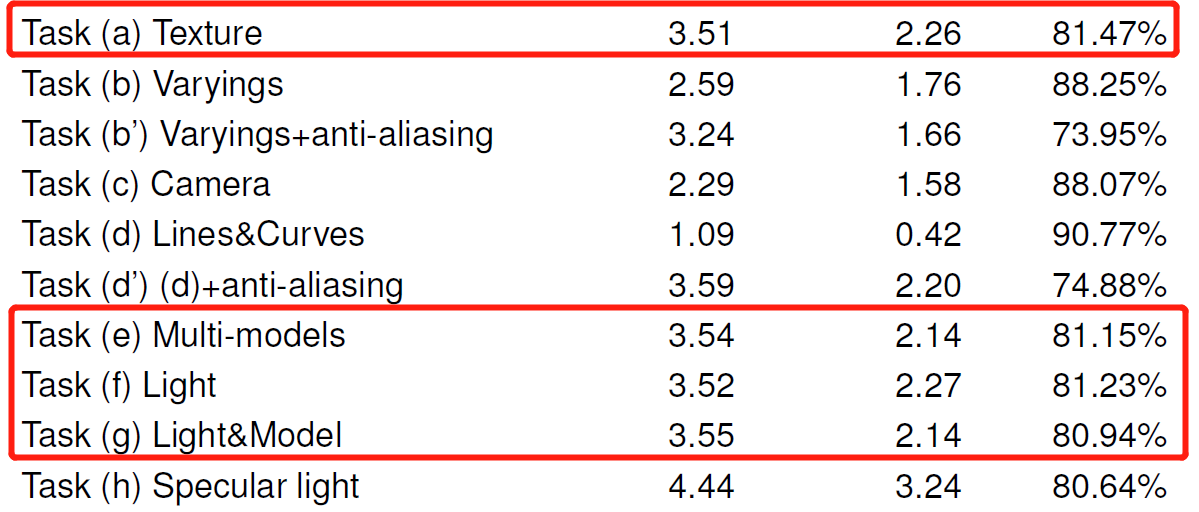 Task (a) Texture 3.51 2.26 81.47%
Task (b) Varyings 2.59 1.76 88.25%
Task (b’) Varyings+anti-aliasing 3.24 1.66 73.95%
Task (c) Camera 2.29 1.58 88.07%
Task (d) Lines&Curves 1.09 0.42 90.77%
Task (d’) (d)+anti-aliasing 3.59 2.20 74.88%
Task (e) Multi-models 3.54 2.14 81.15%
Task (f) Light 3.52 2.27 81.23%
Task (g) Light&Model 3.55 2.14 80.94%
Task (h) Specular light 4.44 3.24 80.64%